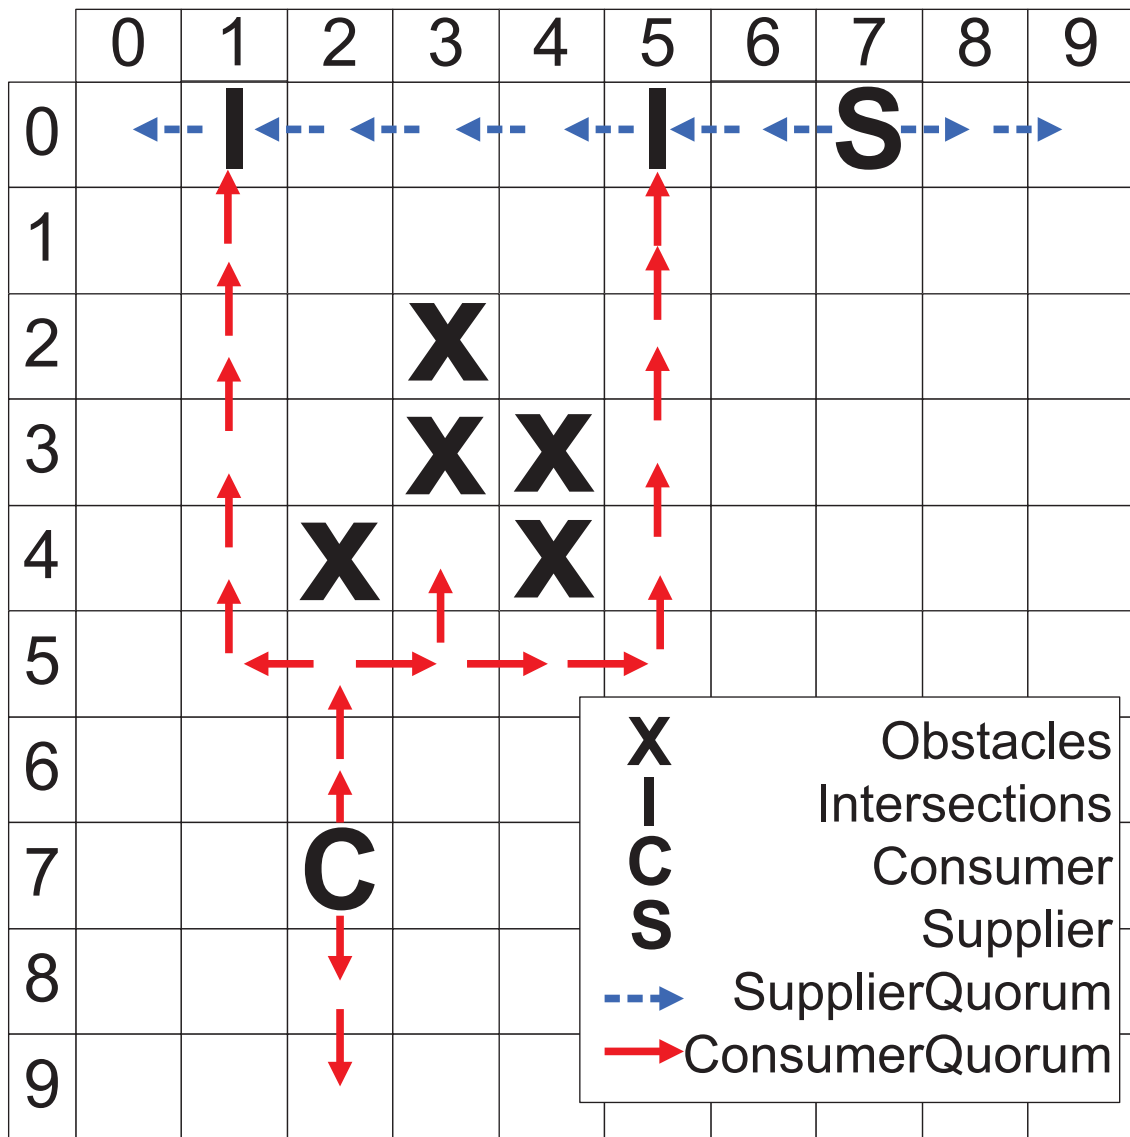 0 1 2 3 4 5 6 7 8 9
0 I I S
1
2 X
3 X X
4 X X
5
6
7 C
8
9
X Obstacles
I Intersections
C Consumer
S Supplier
SupplierQuorum
ConsumerQuorum